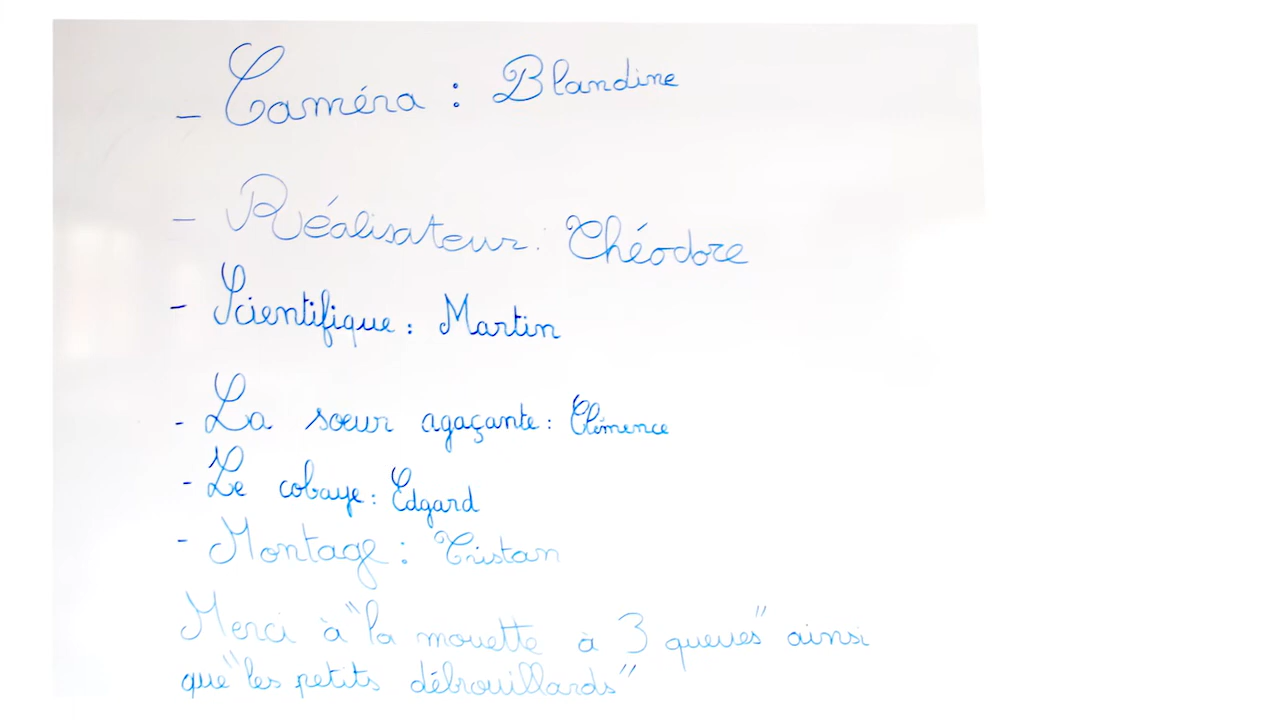 - Caméra : Blandine
- Réalisateur : Théodore
- Scientifique : Martin
- La sœur agaçante : Clémence
- Le cobaye : Edgard
- Montage : Tristan
Merci à "la mouette à 3 queues" ainsi
que "les petits débrouillards"